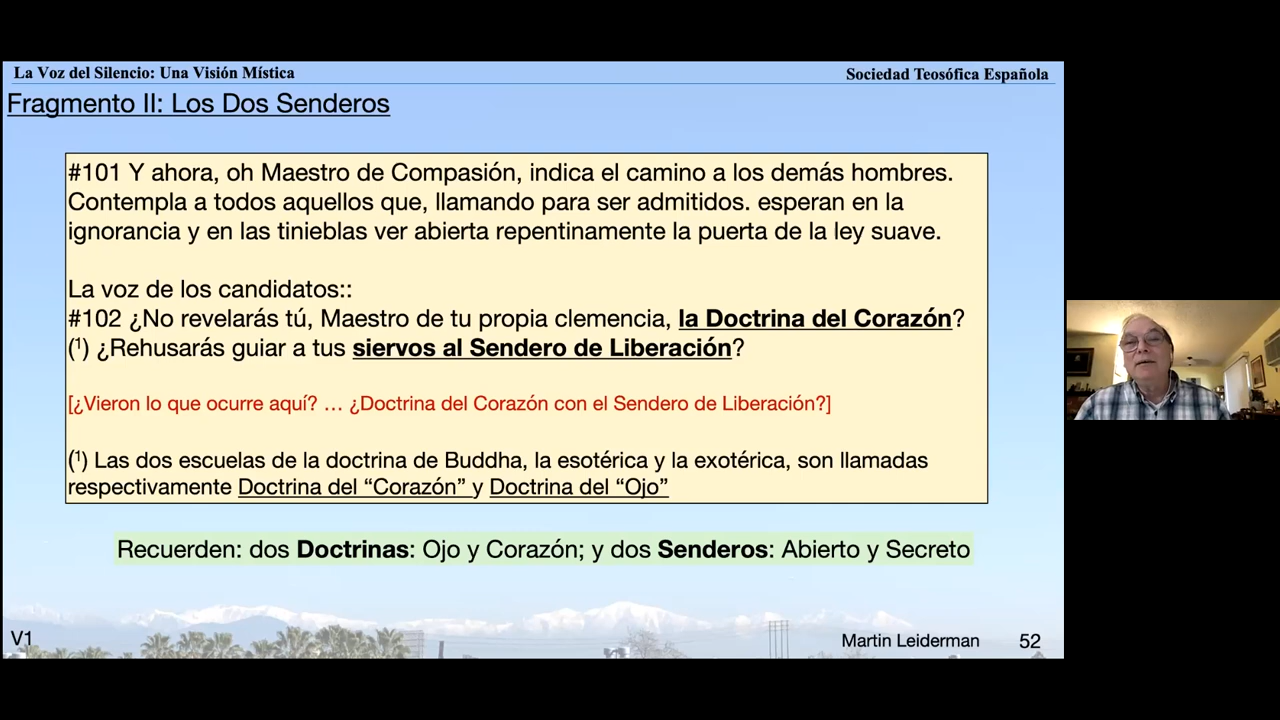 La Voz del Silencio: Una Visión Mística
Sociedad Teosófica Española
Fragmento II: Los Dos Senderos
#101 Y ahora, oh Maestro de Compasión, indica el camino a los demás hombres.
Contempla a todos aquellos que, llamando para ser admitidos. esperan en la
ignorancia y en las tinieblas ver abierta repentinamente la puerta de la ley suave.
La voz de los candidatos::
#102 ¿No revelarás tú, Maestro de tu propia clemencia, la Doctrina del Corazón?
(¹) ¿Rehusarás guiar a tus siervos al Sendero de Liberación?
[¿Vieron lo que ocurre aquí? … ¿Doctrina del Corazón con el Sendero de Liberación?]
(¹) Las dos escuelas de la doctrina de Buddha, la esotérica y la exotérica, son llamadas
respectivamente Doctrina del “Corazón” y Doctrina del “Ojo”
Recuerden: dos Doctrinas: Ojo y Corazón; y dos Senderos: Abierto y Secreto
V1
Martin Leiderman
52